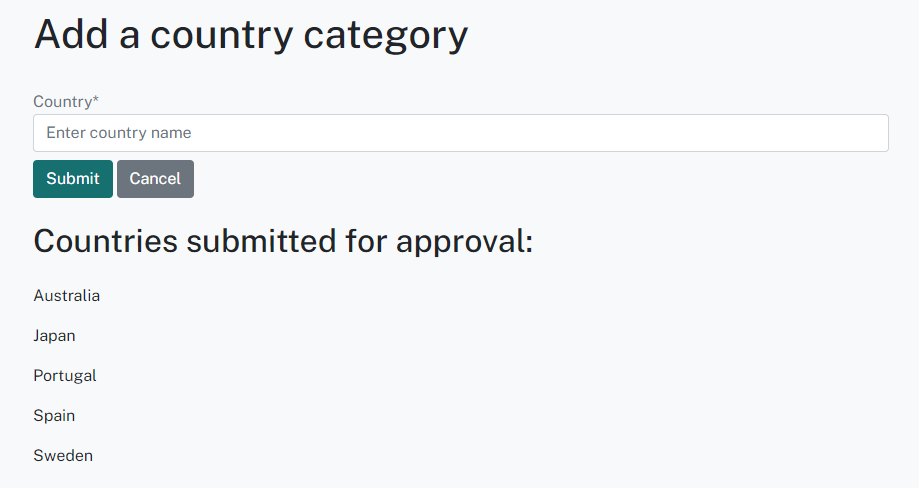 Add a country category
Country*
Enter country name
Submit Cancel
Countries submitted for approval:
Australia
Japan
Portugal
Spain
Sweden